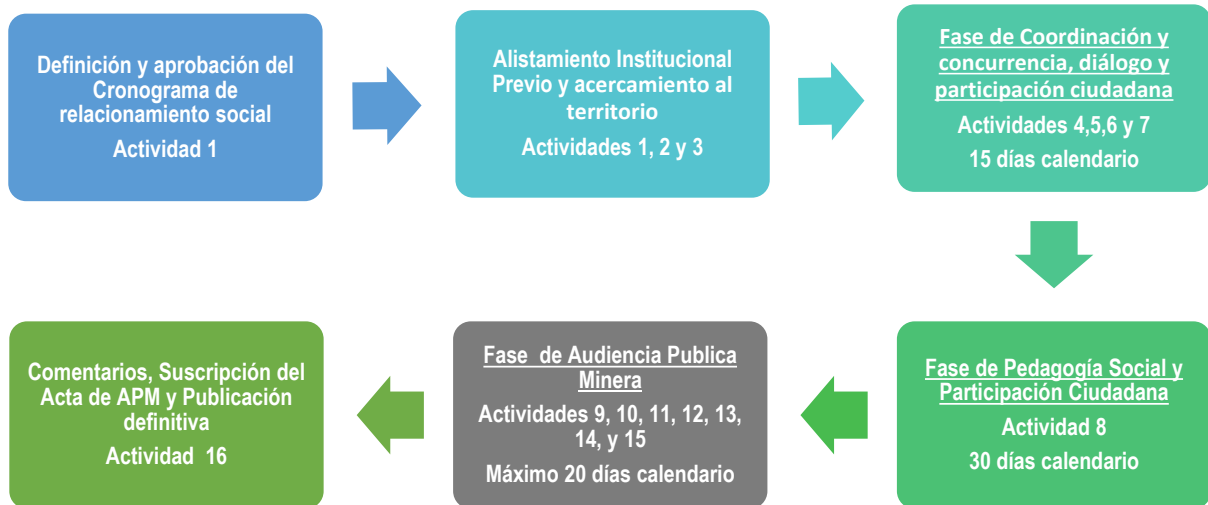 Definición y aprobación del
Cronograma de
relacionamiento social
Actividad 1
Alistamiento Institucional
Previo y acercamiento al
territorio
Actividades 1, 2 y 3
Fase de Coordinación y
concurrencia, diálogo y
participación ciudadana
Actividades 4,5,6 y 7
15 días calendario
Fase de Pedagogía Social y
Participación Ciudadana
Actividad 8
30 días calendario
Fase de Audiencia Publica
Minera
Actividades 9, 10, 11, 12, 13,
14, y 15
Máximo 20 días calendario
Comentarios, Suscripción del
Acta de APM y Publicación
definitiva
Actividad 16